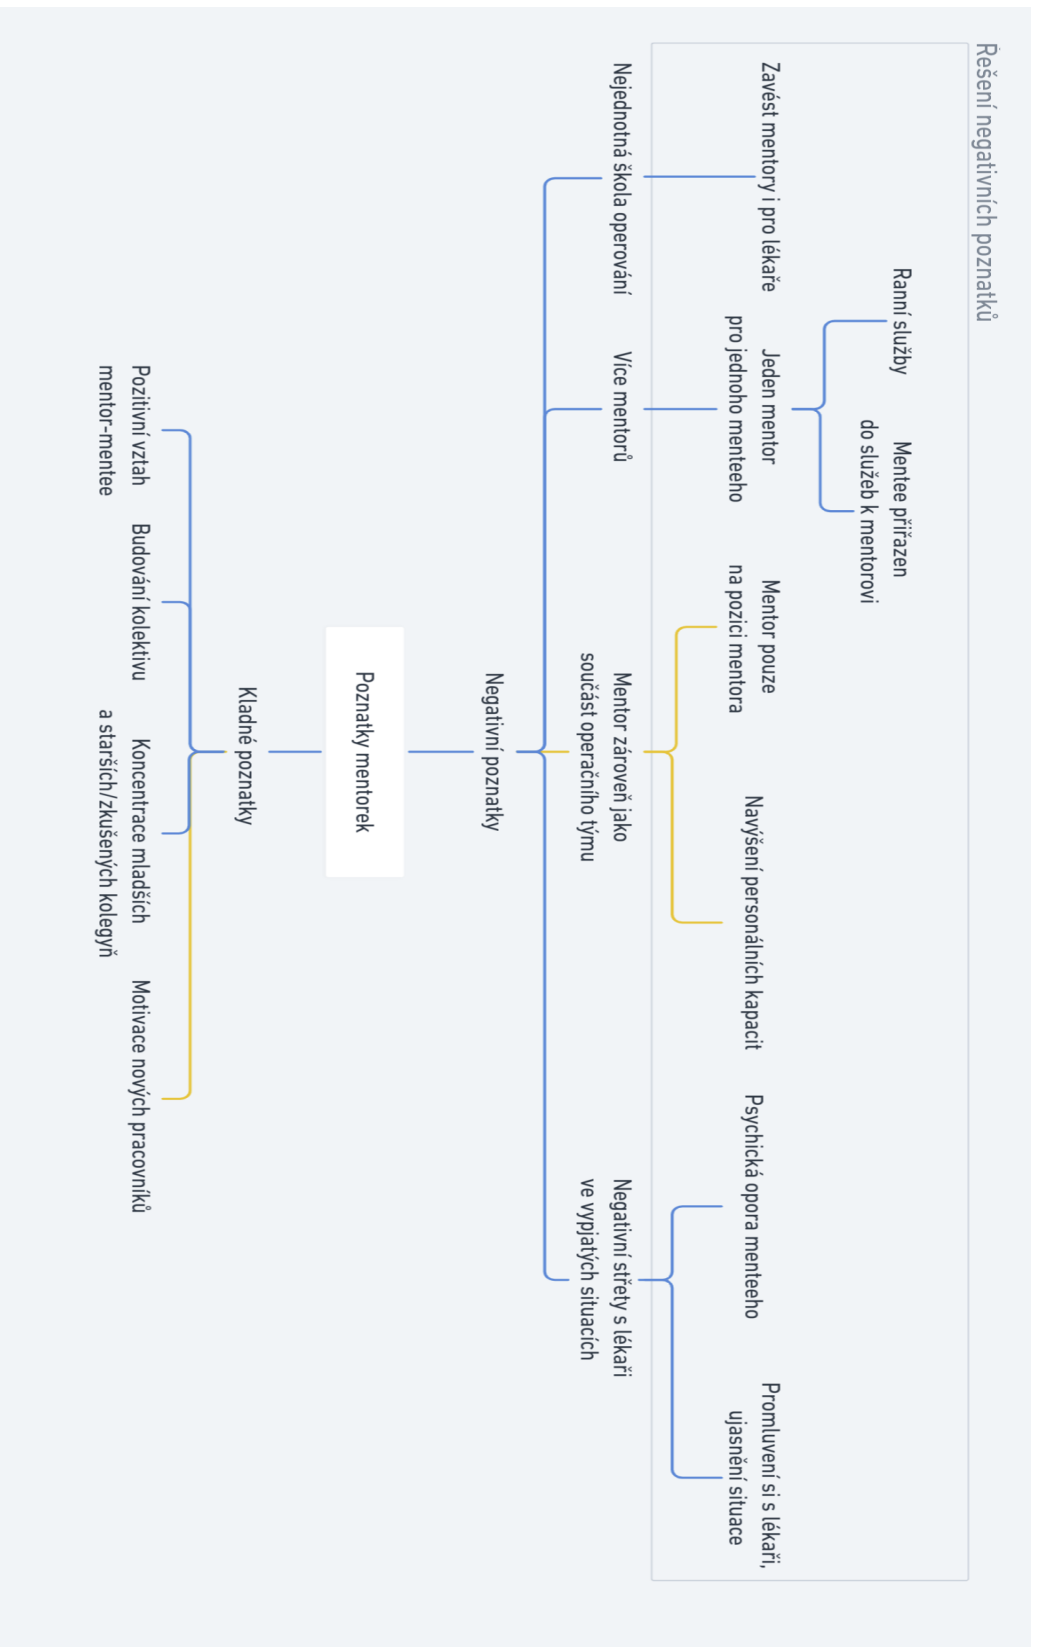 Řešení negativních poznatků
Ranní služby
Mentee přiřazen
do služeb k mentorovi
Zavést mentory i pro lékaře
Jeden mentor
pro jednoho menteeho
Mentor pouze
na pozici mentora
Navýšení personálních kapacit
Psychická opora menteeho
Promluvení si s lékaři,
ujasnění situace
Nejednotná škola operování
Více mentorů
Mentor zároveň jako
součást operačního týmu
Negativní střety s lékaři
ve vypjatých situacích
Negativní poznatky
Poznatky mentorek
Kladné poznatky
Pozitivní vztah
mentor-mentee
Budování kolektivu
Koncentrace mladších
a starších/zkušených kolegyň
Motivace nových pracovníků